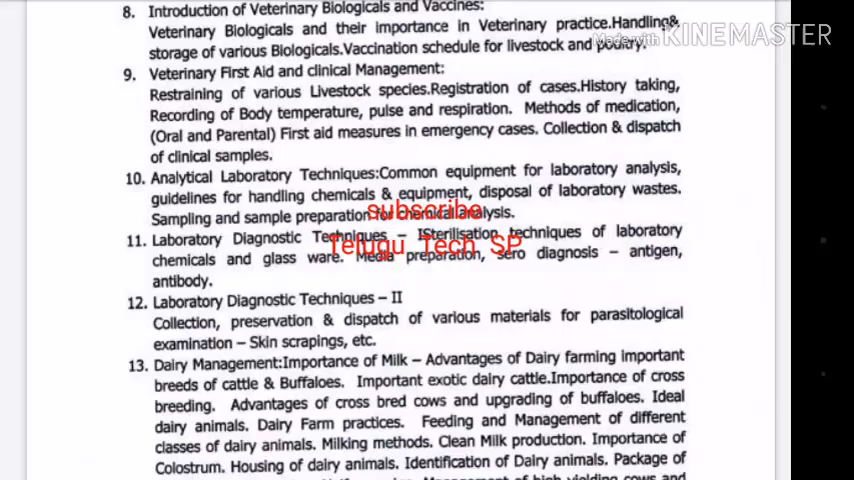 8. Introduction of Veterinary Biologicals and Vaccines:
Veterinary Biologicals and their importance in Veterinary practice.Handling&
storage of various Biologicals.Vaccination schedule for livestock and poultry.
Made with KINEMASTER
9. Veterinary First Aid and clinical Management:
Restraining of various Livestock species.Registration of cases.History taking,
Recording of Body temperature, pulse and respiration. Methods of medication,
(Oral and Parental) First aid measures in emergency cases. Collection & dispatch
of clinical samples.
10. Analytical Laboratory Techniques:Common equipment for laboratory analysis,
guidelines for handling chemicals & equipment, disposal of laboratory wastes.
Sampling and sample preparation for chemical analysis.
subscribe
11. Laboratory Diagnostic Techniques – ISterilisation techniques of laboratory
Telugu Tech SP
chemicals and glass ware. Media preparation, sero diagnosis – antigen,
antibody.
12. Laboratory Diagnostic Techniques – II
Collection, preservation & dispatch of various materials for parasitological
examination – Skin scrapings, etc.
13. Dairy Management:Importance of Milk – Advantages of Dairy farming important
breeds of cattle & Buffaloes. Important exotic dairy cattle.Importance of cross
breeding. Advantages of cross bred cows and upgrading of buffaloes. Ideal
dairy animals. Dairy Farm practices. Feeding and Management of different
classes of dairy animals. Milking methods. Clean Milk production. Importance of
Colostrum. Housing of dairy animals. Identification of Dairy animals. Package of
of high yielding cows and